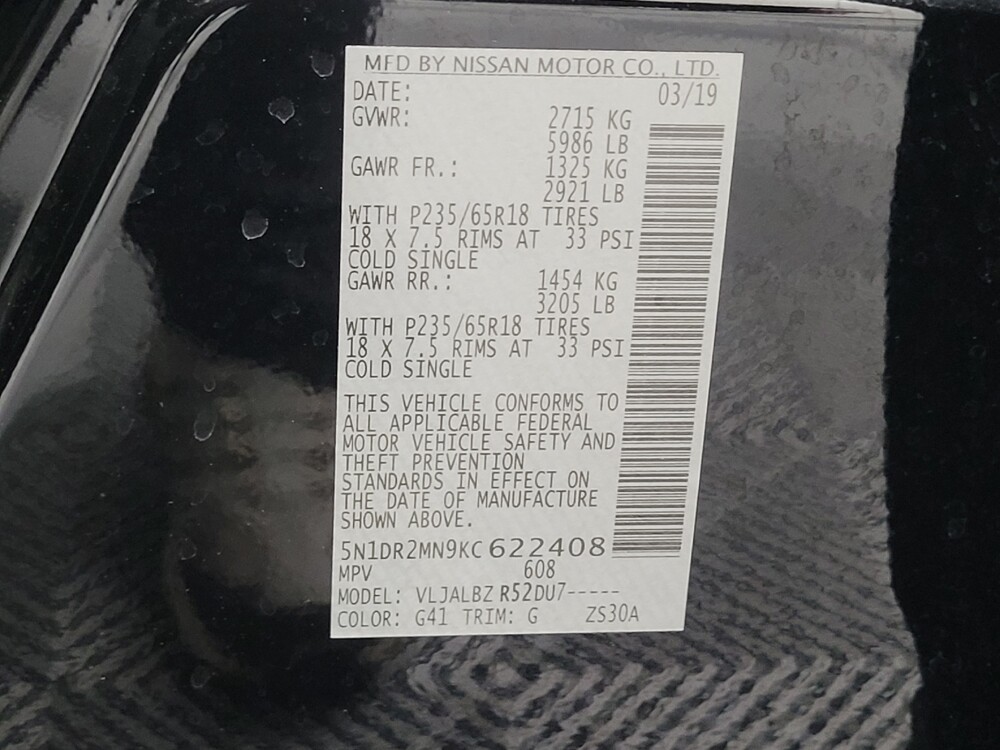 MFD BY NISSAN MOTOR CO., LTD.
DATE: 03/19
GVWR: 2715 KG
5986 LB
GAWR FR.: 1325 KG
2921 LB
WITH P235/65R18 TIRES
18 X 7.5 RIMS AT 33 PSI
COLD SINGLE
GAWR RR.: 1454 KG
3205 LB
WITH P235/65R18 TIRES
18 X 7.5 RIMS AT 33 PSI
COLD SINGLE
THIS VEHICLE CONFORMS TO
ALL APPLICABLE FEDERAL
MOTOR VEHICLE SAFETY AND
THEFT PREVENTION
STANDARDS IN EFFECT ON
THE DATE OF MANUFACTURE
SHOWN ABOVE.
5N1DR2MN9KC622408
MPV 608
MODEL: VLJALBZ R52DU7-----
COLOR: G41 TRIM: G ZS30A